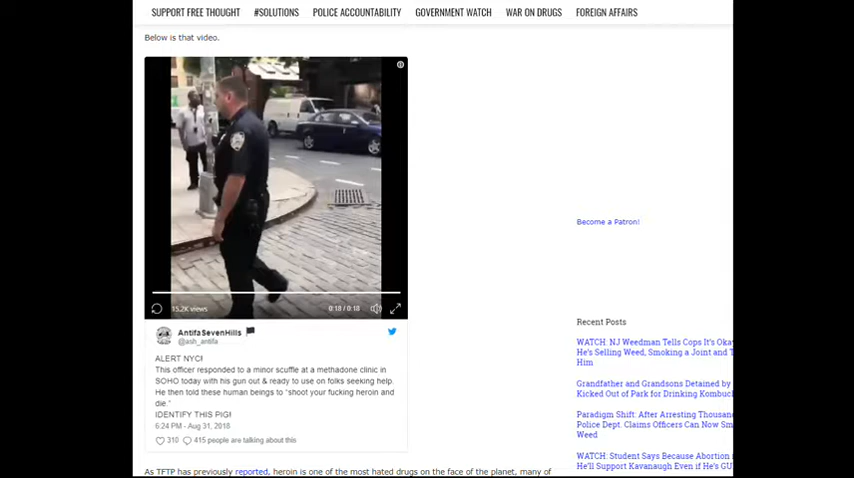 SUPPORT FREE THOUGHT #SOLUTIONS POLICE ACCOUNTABILITY GOVERNMENT WATCH WAR ON DRUGS FOREIGN AFFAIRS
Below is that video.
15.2K views 0:18 / 0:18
AntifaSevenHills
@ash_antifa
ALERT NYC!
This officer responded to a minor scuffle at a methadone clinic in
SOHO today with his gun out & ready to use on folks seeking help.
He then told these human beings to "shoot your fucking heroin and
die."
IDENTIFY THIS PIG!
6:24 PM - Aug 31, 2018
310 415 people are talking about this
As TFTP has previously reported, heroin is one of the most hated drugs on the face of the planet, many of
Become a Patron!
Recent Posts
WATCH: NJ Weedman Tells Cops It's Oka
He's Selling Weed, Smoking a Joint and T
Him
Grandfather and Grandsons Detained by
Kicked Out of Park for Drinking Kombuc
Paradigm Shift: After Arresting Thousan
Police Dept. Claims Officers Can Now Sm
Weed
WATCH: Student Says Because Abortion i
He'll Support Kavanaugh Even if He's GU